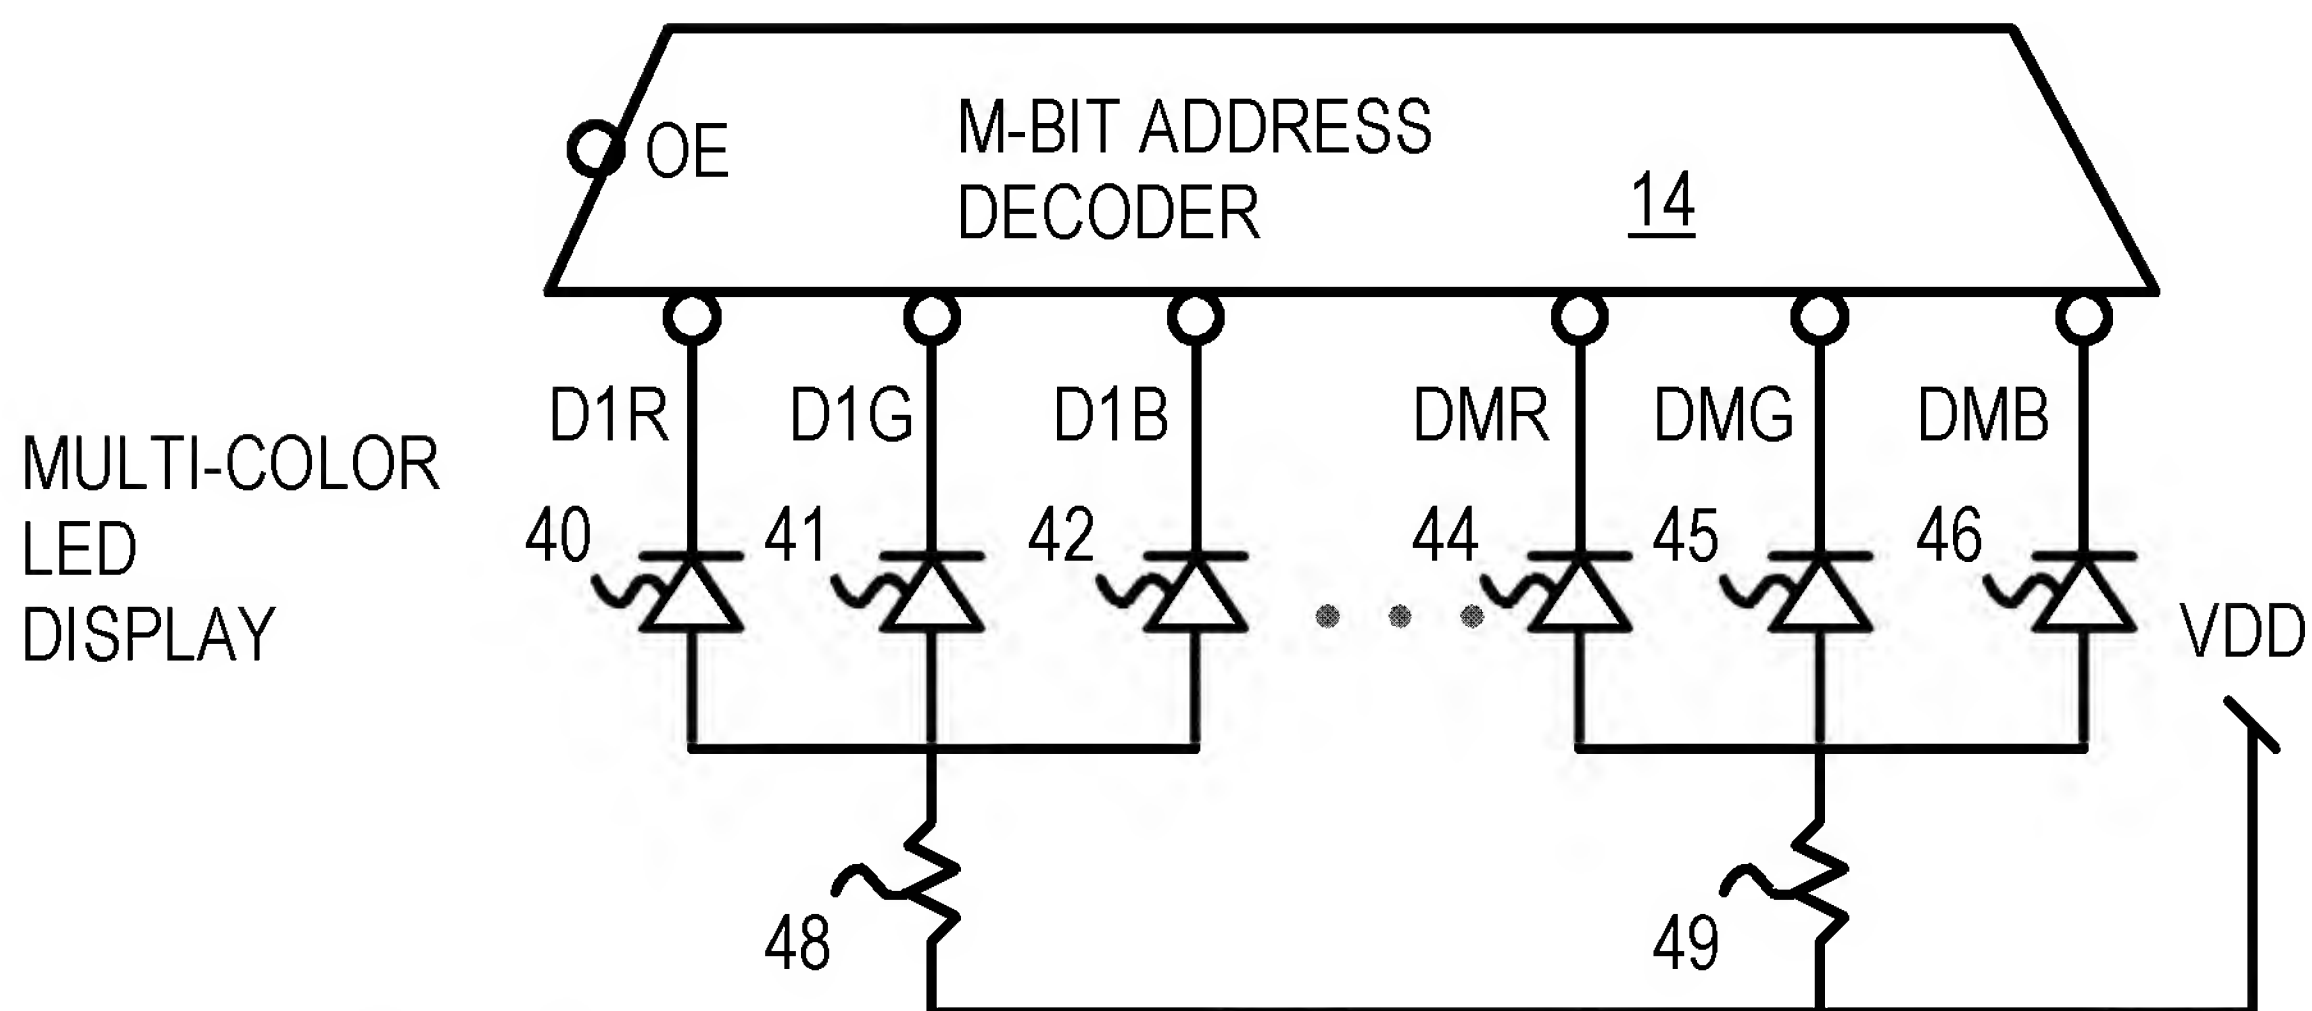 M-BIT ADDRESS
DECODER
OE
14
D1R
D1G
D1B
DMR
DMG
DMB
MULTI-COLOR
LED
DISPLAY
40
41
42
44
45
46
VDD
48
49